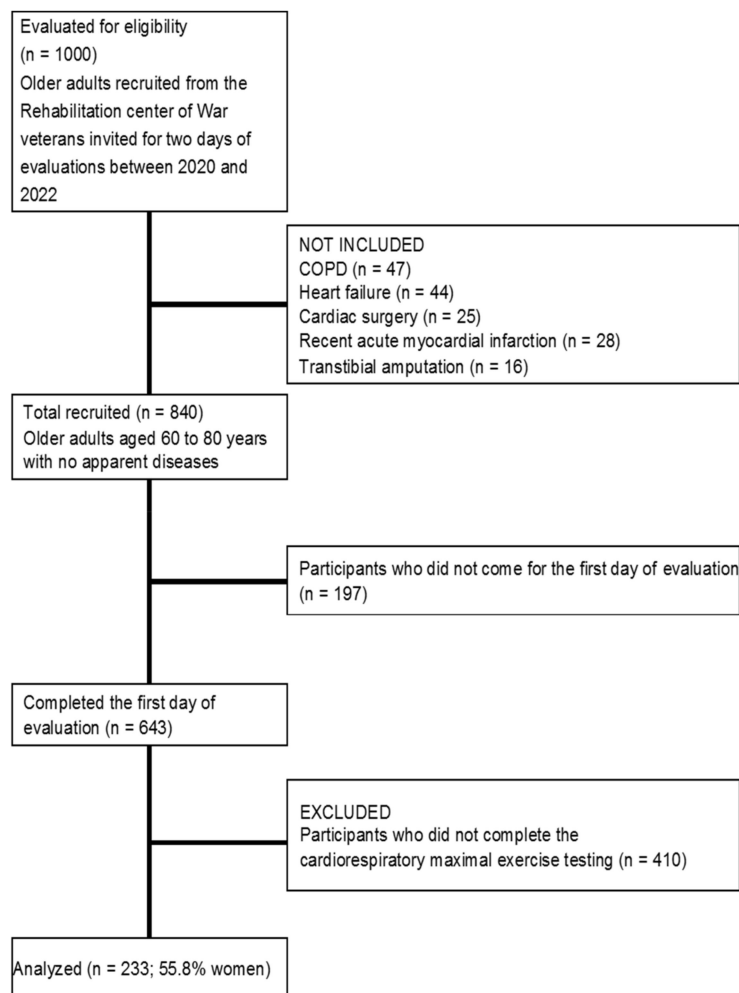 Evaluated for eligibility
(n = 1000)
Older adults recruited from the
Rehabilitation center of War
veterans invited for two days of
evaluations between 2020 and
2022
NOT INCLUDED
COPD (n = 47)
Heart failure (n = 44)
Cardiac surgery (n = 25)
Recent acute myocardial infarction (n = 28)
Transtibial amputation (n = 16)
Total recruited (n = 840)
Older adults aged 60 to 80 years
with no apparent diseases
Participants who did not come for the first day of evaluation
(n = 197)
Completed the first day of
evaluation (n = 643)
EXCLUDED
Participants who did not complete the
cardiorespiratory maximal exercise testing (n = 410)
Analyzed (n = 233; 55.8% women)